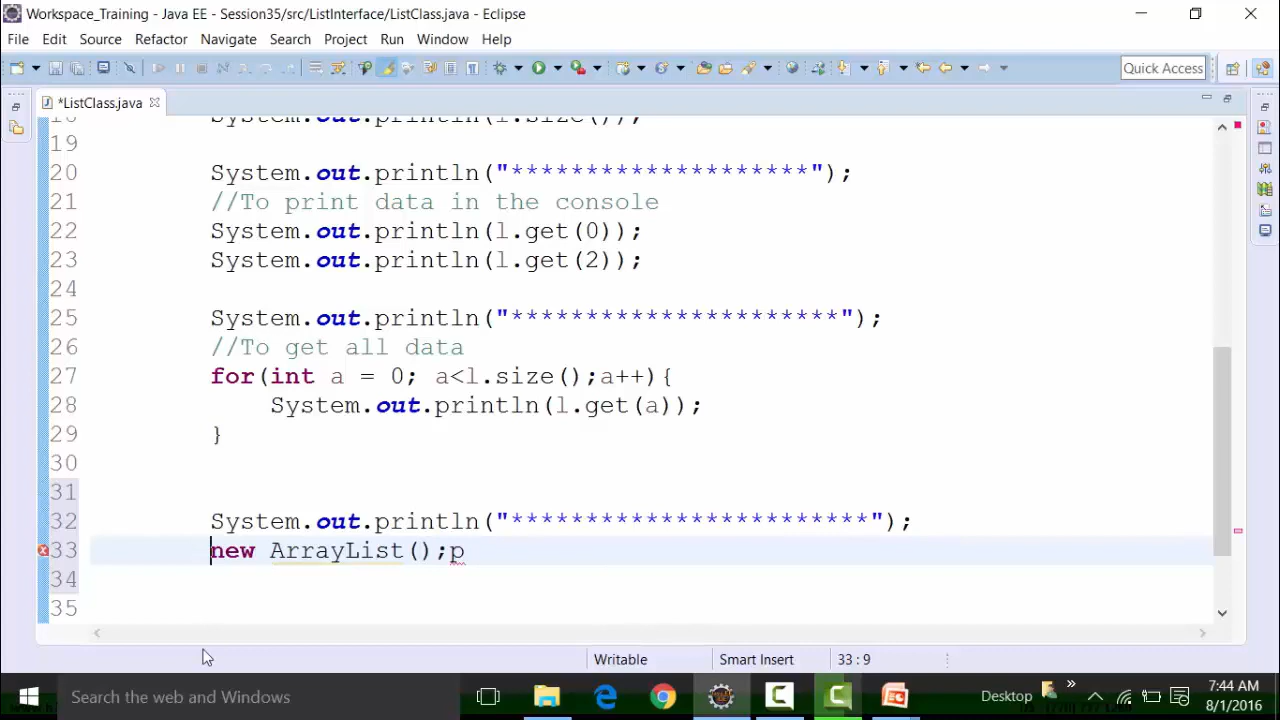 Workspace_Training - Java EE - Session35/src/ListInterface/ListClass.java - Eclipse
File Edit Source Refactor Navigate Search Project Run Window Help
Quick Access
*ListClass.java
18 System.out.println(l.size());
19
20 System.out.println("********************");
21 //To print data in the console
22 System.out.println(l.get(0));
23 System.out.println(l.get(2));
24
25 System.out.println("**********************");
26 //To get all data
27 for(int a = 0; a<l.size();a++){
28 System.out.println(l.get(a));
29 }
30
31
32 System.out.println("************************");
33 new ArrayList();p
34
35
Writable Smart Insert 33 : 9
Search the web and Windows
Desktop
7:44 AM
8/1/2016